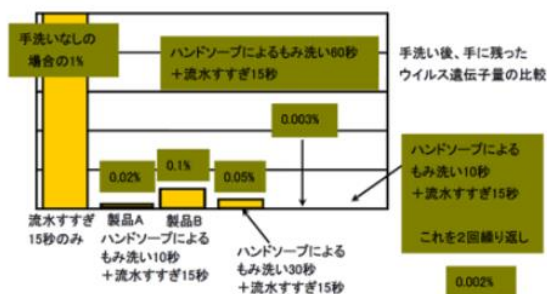 手洗いなしの
場合の1%
ハンドソープによるもみ洗い60秒
＋流水すすぎ15秒
手洗い後、手に残った
ウイルス遺伝子量の比較
0.003%
0.02%
0.1%
0.05%
ハンドソープによる
もみ洗い10秒
＋流水すすぎ15秒
これを2回繰り返し
流水すすぎ
15秒のみ
製品A
製品B
ハンドソープによる
もみ洗い10秒
＋流水すすぎ15秒
ハンドソープによる
もみ洗い30秒
＋流水すすぎ15秒
0.002%